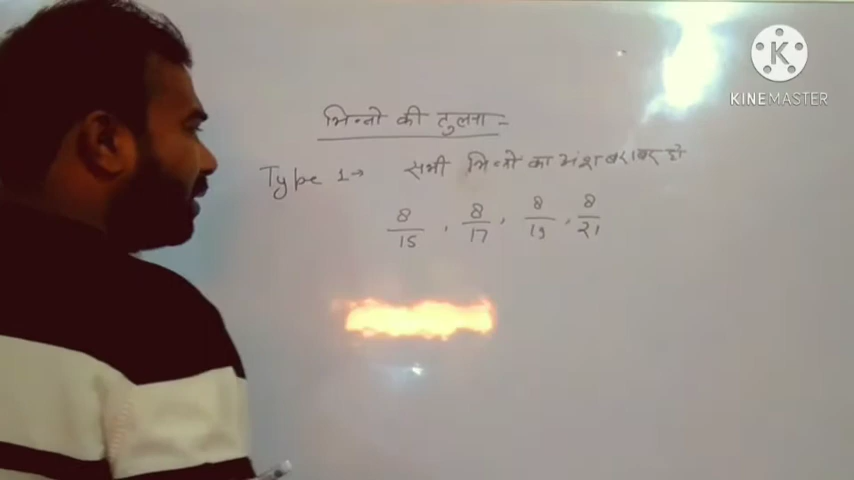 भिन्नो की तुलना -
Type 1→ सभी भिन्नो का अंश बराबर हो
8/15 , 8/17 , 8/19 , 8/21
KINEMASTER